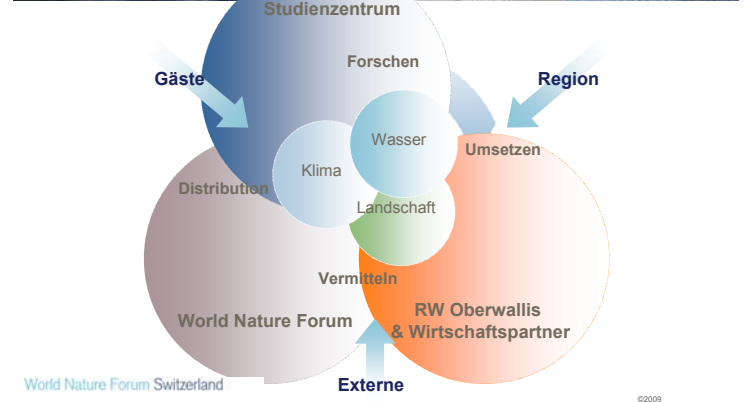 Studienzentrum
Forschen
Gäste
Region
Wasser
Umsetzen
Klima
Distribution
Landschaft
Vermitteln
World Nature Forum
RW Oberwallis
& Wirtschaftspartner
World Nature Forum Switzerland
Externe
©2009